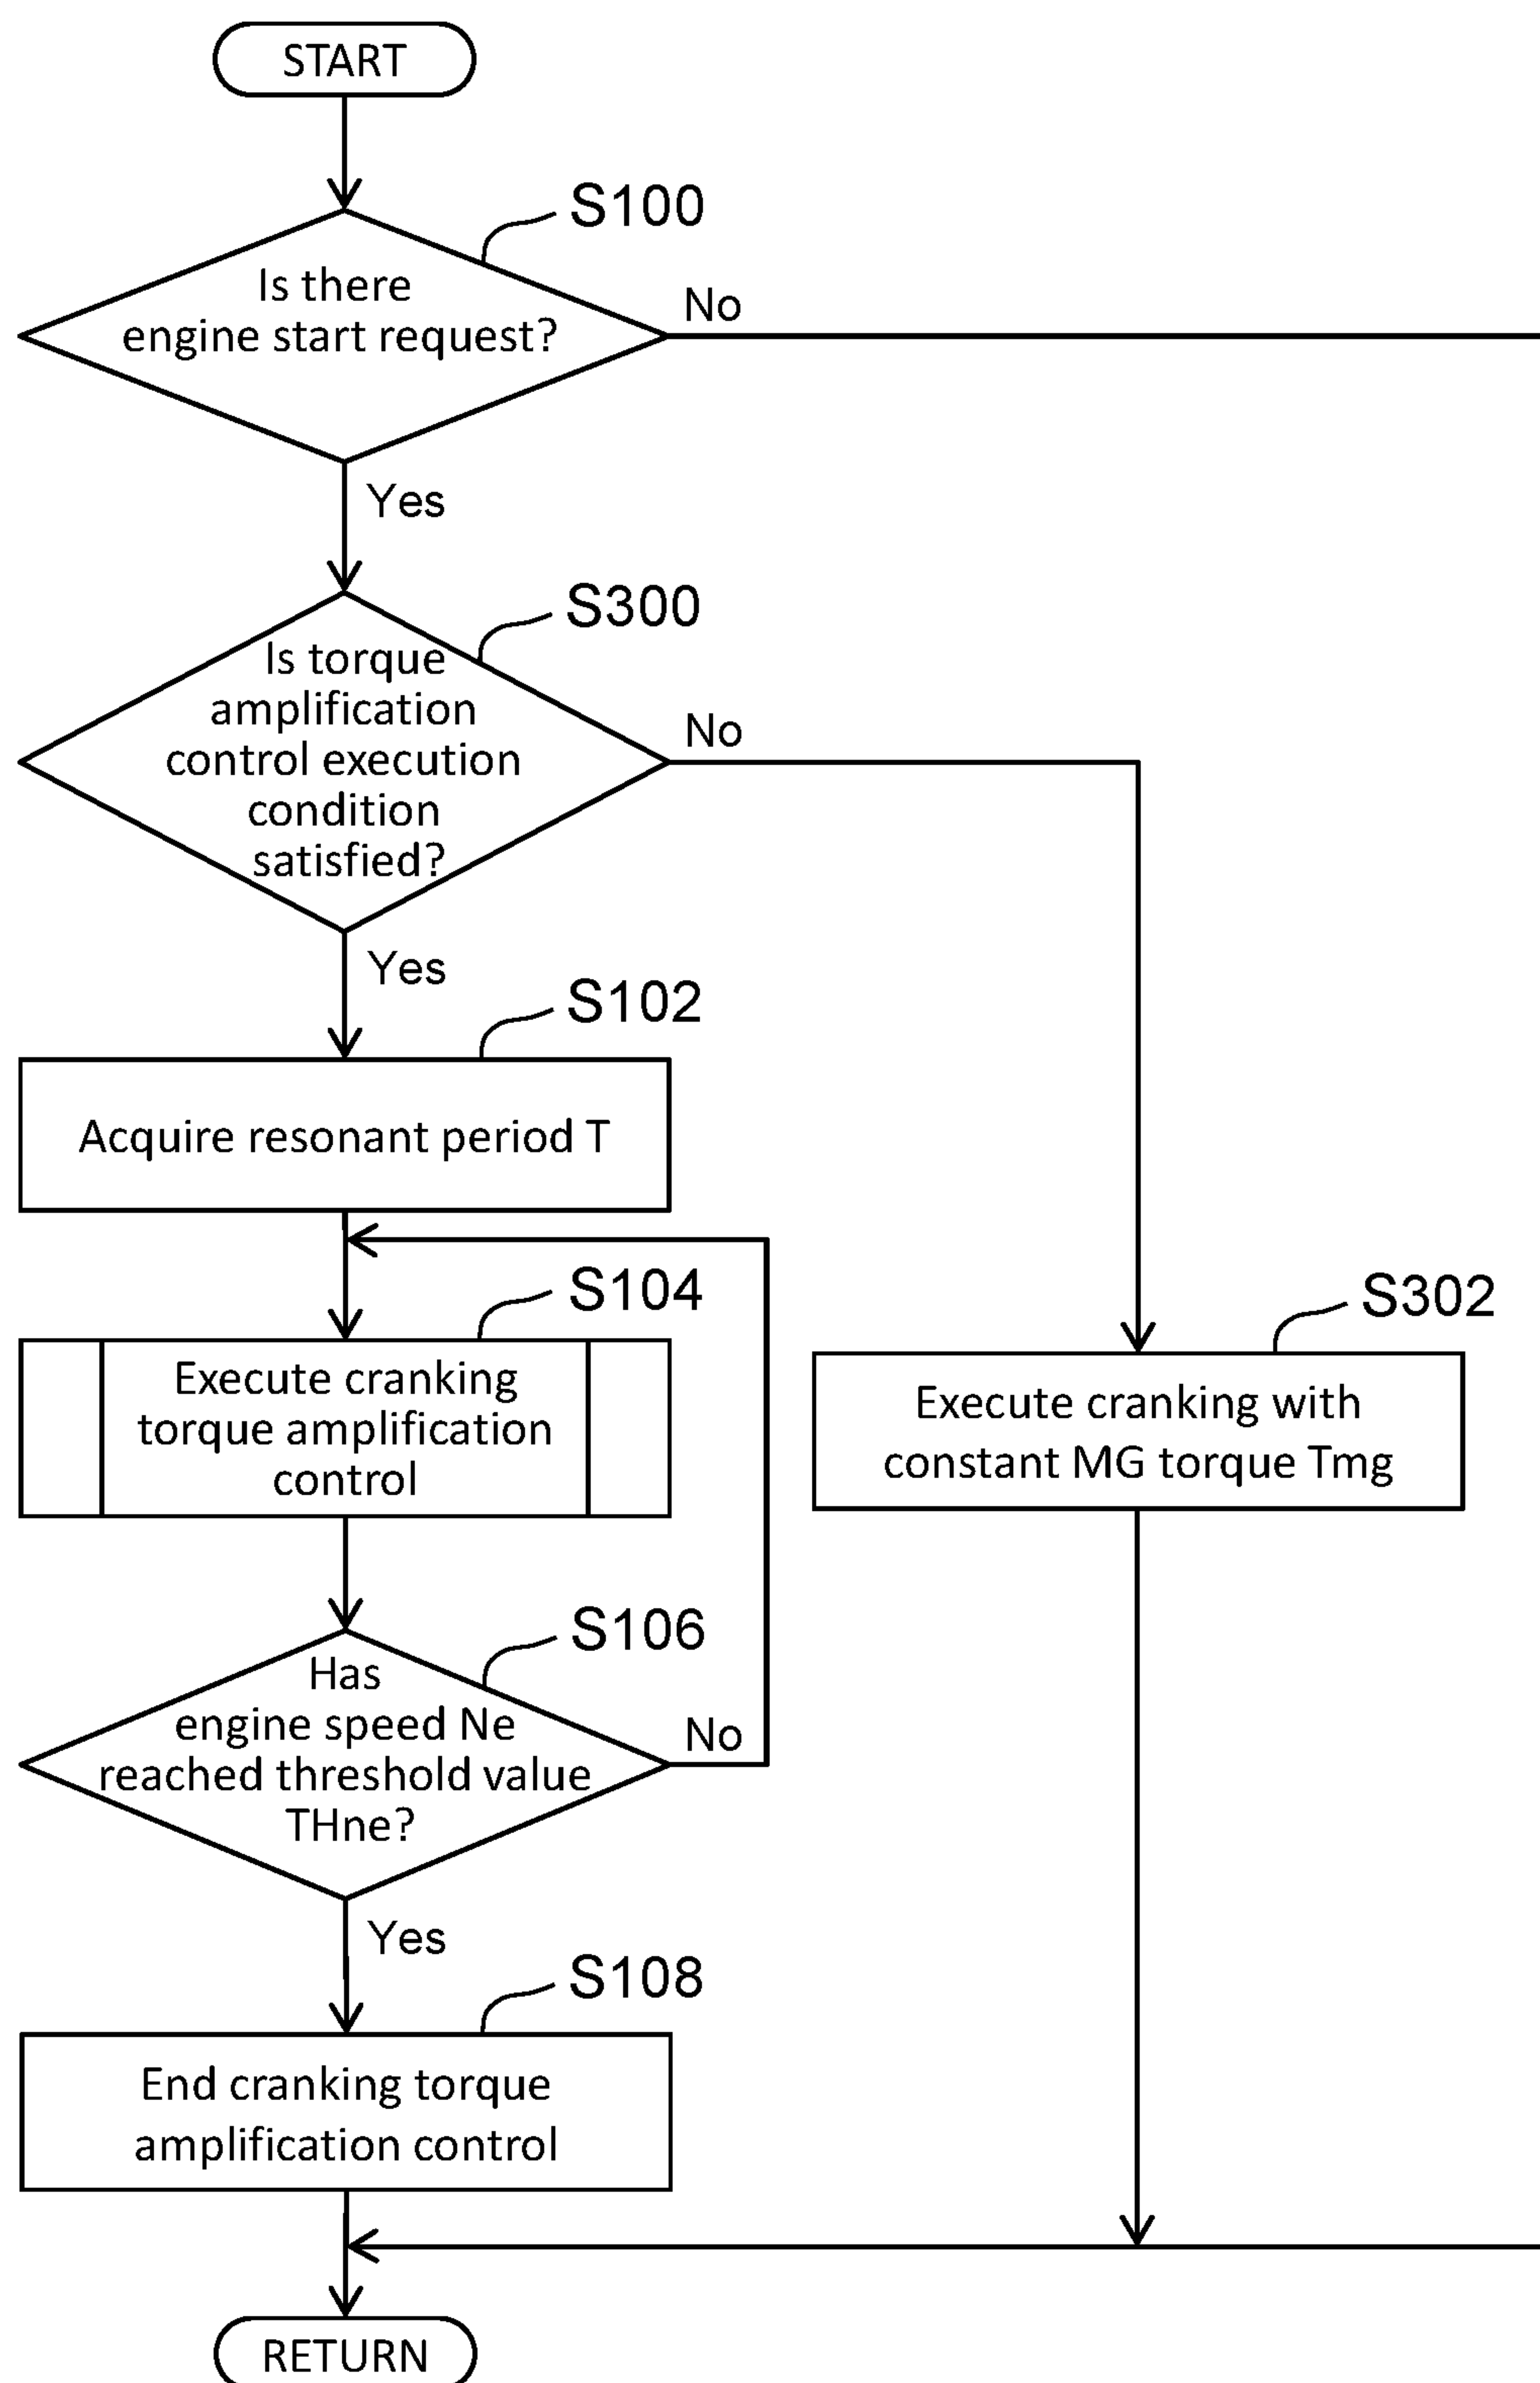 START
S100
Is there
engine start request?
No
Yes
S300
Is torque
amplification
control execution
condition
satisfied?
No
Yes
S102
Acquire resonant period T
S104
Execute cranking
torque amplification
control
S302
Execute cranking with
constant MG torque Tmg
S106
Has
engine speed Ne
reached threshold value
THne?
No
Yes
S108
End cranking torque
amplification control
RETURN